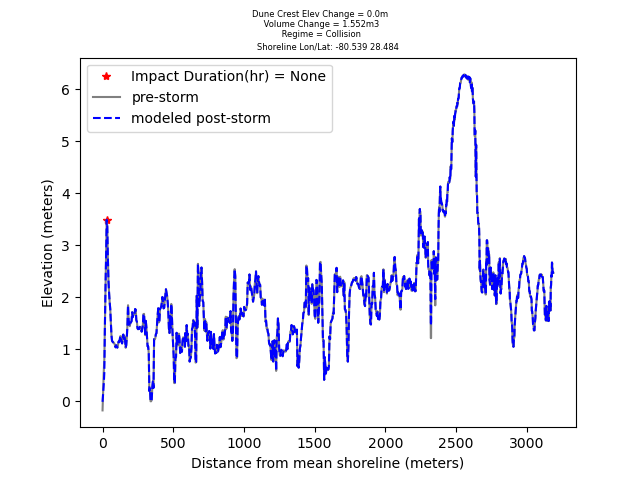 Dune Crest Elev Change = 0.0m
Volume Change = 1.552m3
Regime = Collision
Shoreline Lon/Lat: -80.539 28.484
Impact Duration(hr) = None
pre-storm
modeled post-storm
Elevation (meters)
6
5
4
3
2
1
0
0 500 1000 1500 2000 2500 3000
Distance from mean shoreline (meters)